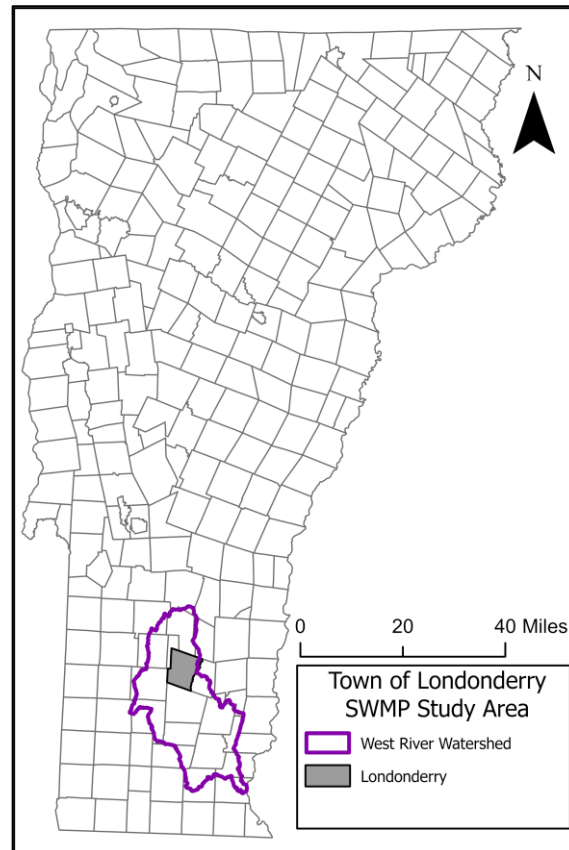 N
0 20 40 Miles
Town of Londonderry
SWMP Study Area
West River Watershed
Londonderry